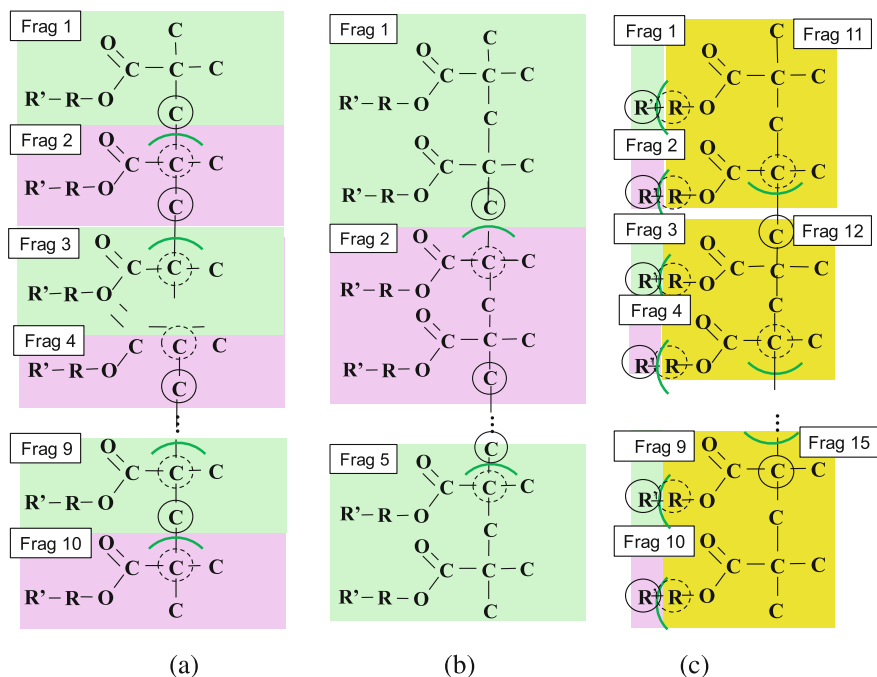 Frag 1
C
O
C C C
R'–R–O
C
Frag 2
O
C C C
R'–R–O
C
Frag 3
O
C C C
R'–R–O
Frag 4
C C C
R'–R–O
C
Frag 9
O
C C C
R'–R–O
C
Frag 10
O
C C C
R'–R–O
C
(a)
Frag 1
C
O
C C C
R'–R–O
C
O
C C C
R'–R–O
C
Frag 2
O
C C C
R'–R–O
C
O
C C C
R'–R–O
C
C
Frag 5
O
C C C
R'–R–O
C
O
C C C
R'–R–O
C
(b)
Frag 1
C
Frag 11
O
C C C
R'–R–O
C
Frag 2
O
C C C
R'–R–O
Frag 3
C
Frag 12
O
C C C
R'–R–O
Frag 4
C
O
C C C
R'–R–O
Frag 9
O
Frag 15
C C C
R'–R–O
C
Frag 10
O
C C C
R'–R–O
C
(c)